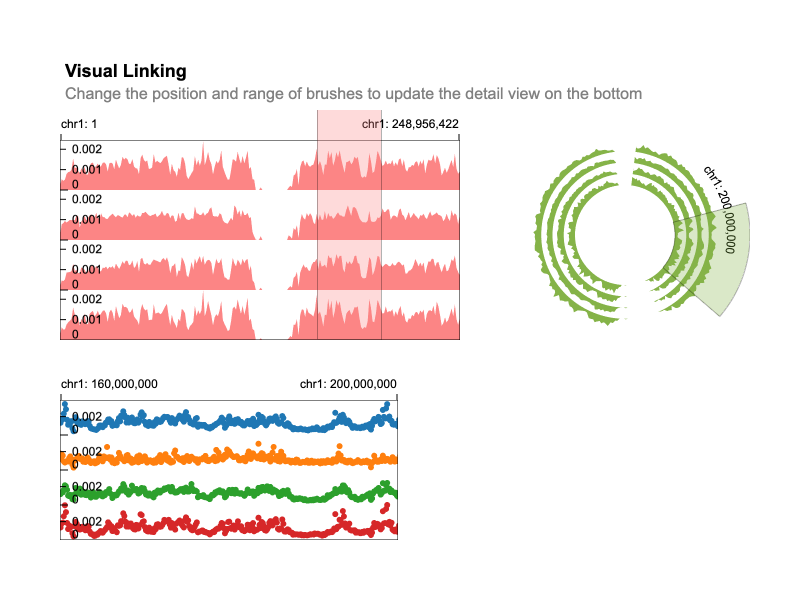 Visual Linking
Change the position and range of brushes to update the detail view on the bottom
chr1: 1
chr1: 248,956,422
0.002
0.001
0
0.002
0.001
0
0.002
0.001
0
0.002
0.001
0
chr1: 200,000,000
chr1: 160,000,000
chr1: 200,000,000
0.002
0
0.002
0
0.002
0
0.002
0